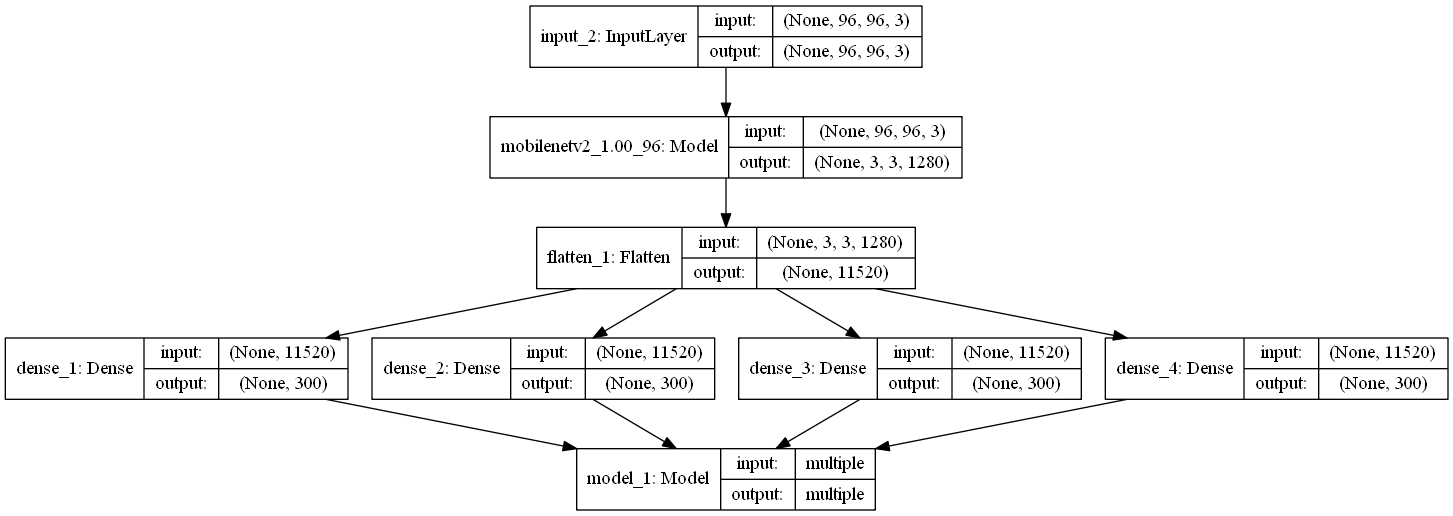 input_2: InputLayer
input: (None, 96, 96, 3)
output: (None, 96, 96, 3)
mobilenetv2_1.00_96: Model
input: (None, 96, 96, 3)
output: (None, 3, 3, 1280)
flatten_1: Flatten
input: (None, 3, 3, 1280)
output: (None, 11520)
dense_1: Dense
input: (None, 11520)
output: (None, 300)
dense_2: Dense
input: (None, 11520)
output: (None, 300)
dense_3: Dense
input: (None, 11520)
output: (None, 300)
dense_4: Dense
input: (None, 11520)
output: (None, 300)
model_1: Model
input: multiple
output: multiple